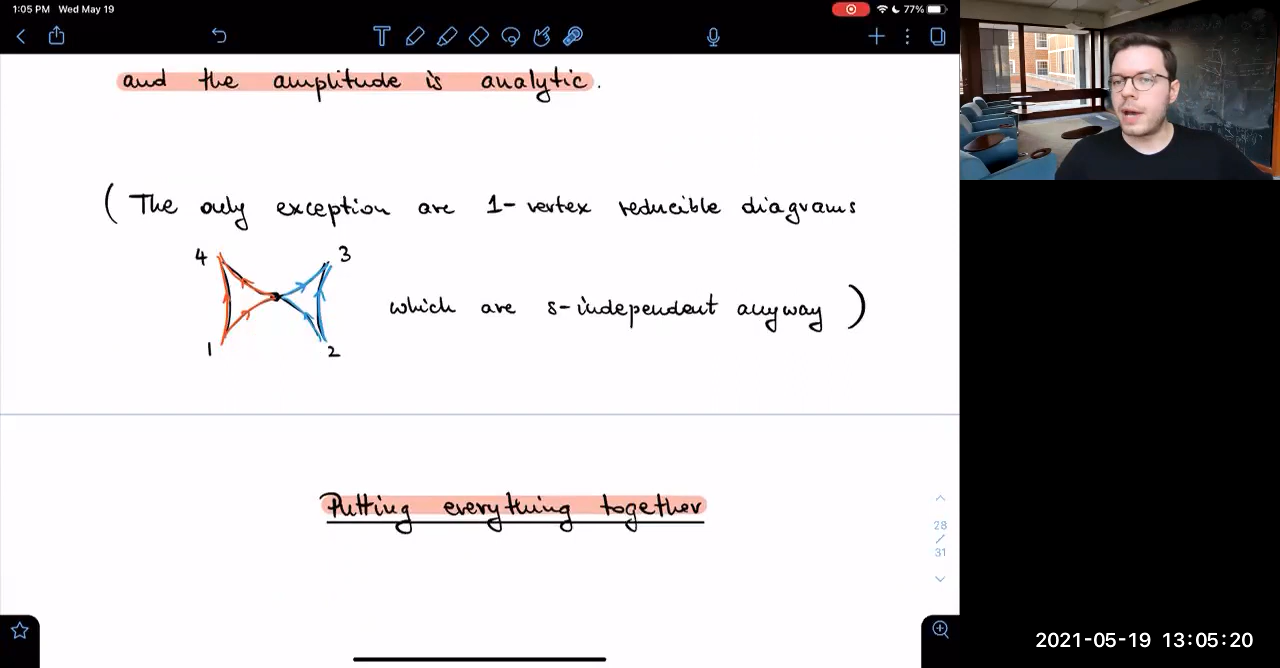 1:05 PM Wed May 19
77%
and the amplitude is analytic.
( The only exception are 1-vertex reducible diagrams
4 3
which are s-independent anyway )
1 2
Putting everything together
28
/
31
2021-05-19 13:05:20